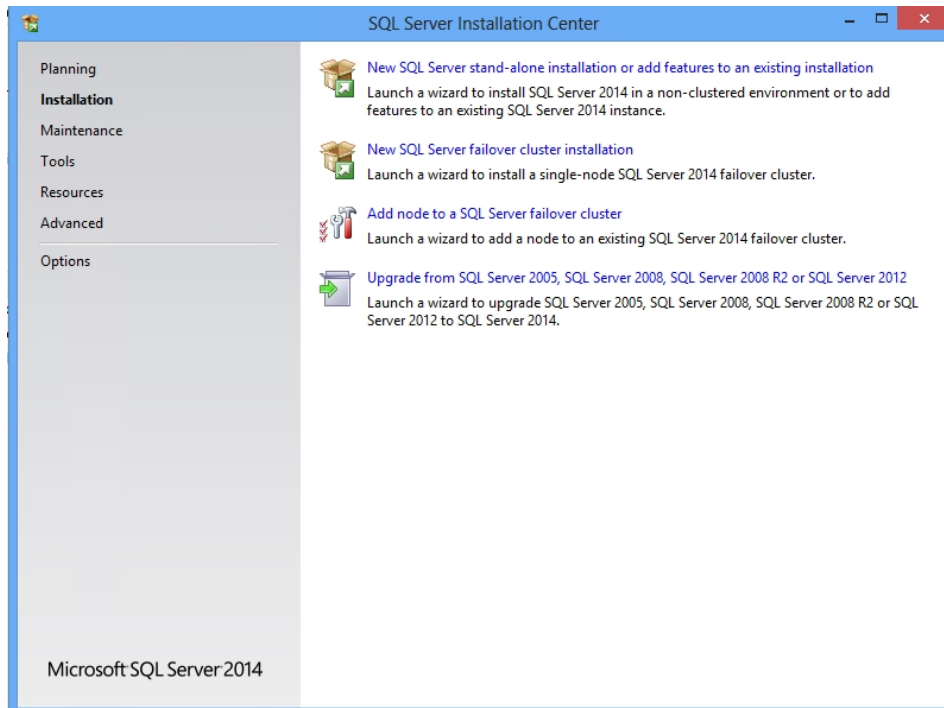 SQL Server Installation Center
Planning
Installation
Maintenance
Tools
Resources
Advanced
Options
New SQL Server stand-alone installation or add features to an existing installation
Launch a wizard to install SQL Server 2014 in a non-clustered environment or to add
features to an existing SQL Server 2014 instance.
New SQL Server failover cluster installation
Launch a wizard to install a single-node SQL Server 2014 failover cluster.
Add node to a SQL Server failover cluster
Launch a wizard to add a node to an existing SQL Server 2014 failover cluster.
Upgrade from SQL Server 2005, SQL Server 2008, SQL Server 2008 R2 or SQL Server 2012
Launch a wizard to upgrade SQL Server 2005, SQL Server 2008, SQL Server 2008 R2 or SQL
Server 2012 to SQL Server 2014.
Microsoft SQL Server 2014